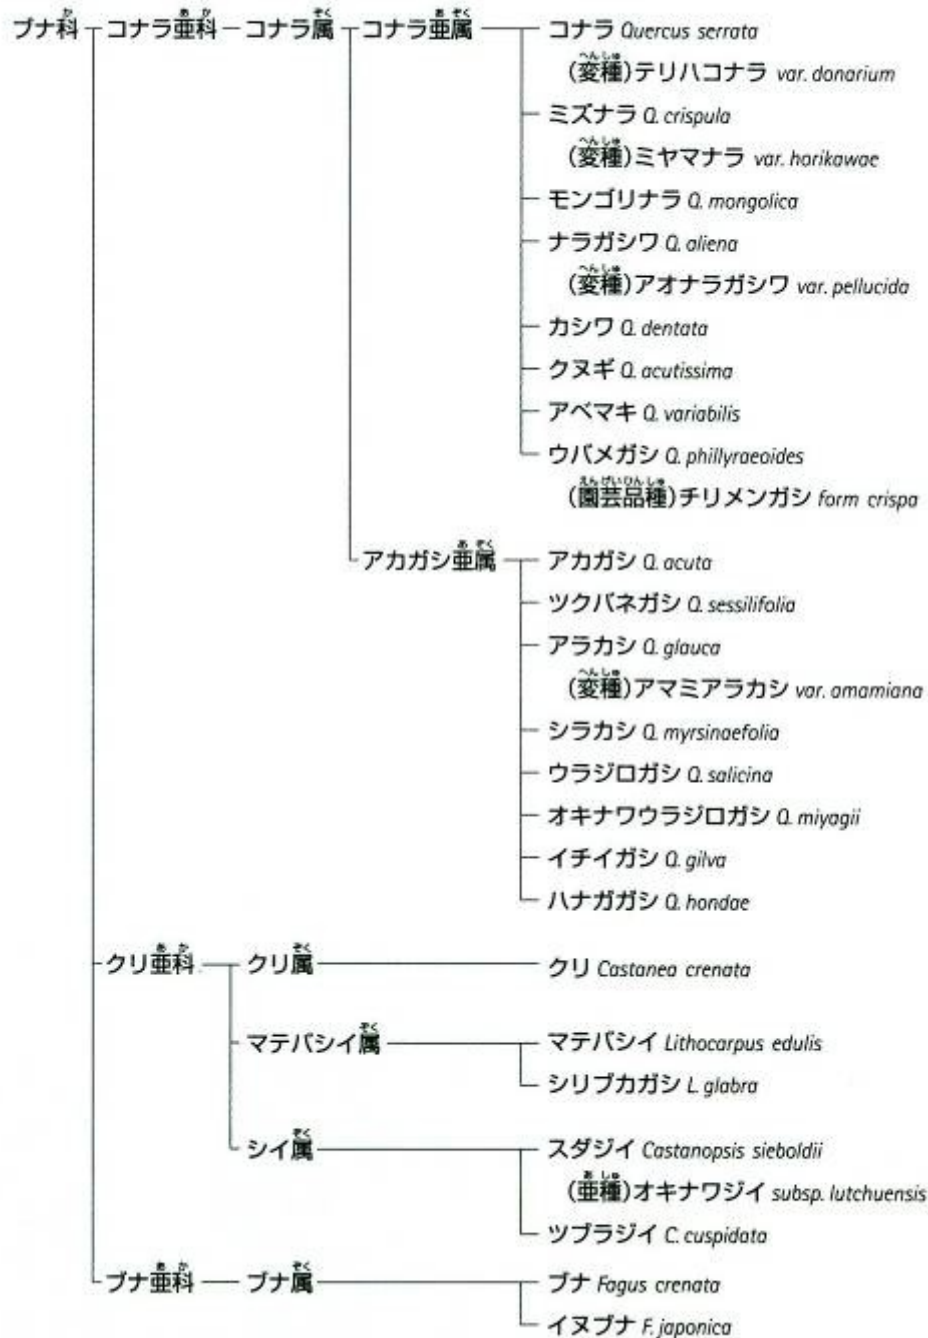 ブナ科 コナラ亜科 コナラ属 コナラ亜属 コナラ Quercus serrata
(変種)テリハコナラ var. donarium
ミズナラ Q. crispula
(変種)ミヤマナラ var. horikawae
モンゴリナラ Q. mongolica
ナラガシワ Q. aliena
(変種)アオナラガシワ var. pellucida
カシワ Q. dentata
クヌギ Q. acutissima
アベマキ Q. variabilis
ウバメガシ Q. phillyraeoides
(園芸品種)チリメンガシ form crispa
アカガシ亜属 アカガシ Q. acuta
ツクバネガシ Q. sessilifolia
アラカシ Q. glauca
(変種)アマミアラカシ var. amamiana
シラカシ Q. myrsinaefolia
ウラジロガシ Q. salicina
オキナワウラジロガシ Q. miyagii
イチイガシ Q. gilva
ハナガガシ Q. hondae
クリ亜科 クリ属 クリ Castanea crenata
マテバシイ属 マテバシイ Lithocarpus edulis
シリブカガシ L. glabra
シイ属 スダジイ Castanopsis sieboldii
(亜種)オキナワジイ subsp. lutchuensis
ツブラジイ C. cuspidata
ブナ亜科 ブナ属 ブナ Fagus crenata
イヌブナ F. japonica